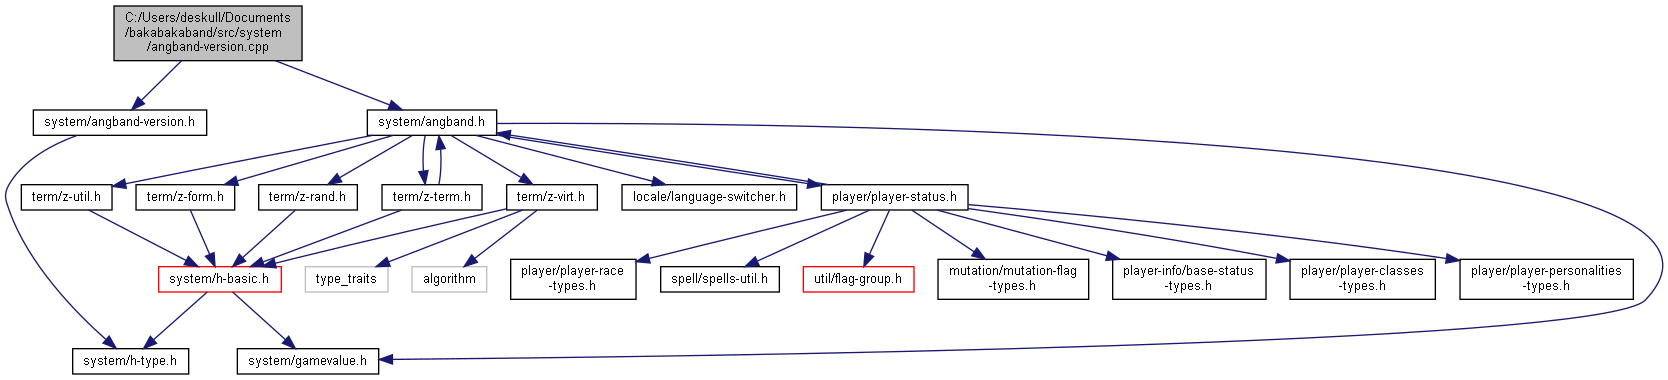 C:/Users/deskull/Documents
/bakabakaband/src/system
/angband-version.cpp
system/angband-version.h
system/angband.h
term/z-util.h
term/z-form.h
term/z-rand.h
term/z-term.h
term/z-virt.h
locale/language-switcher.h
player/player-status.h
system/h-basic.h
type_traits
algorithm
player/player-race
-types.h
spell/spells-util.h
util/flag-group.h
mutation/mutation-flag
-types.h
player-info/base-status
-types.h
player/player-classes
-types.h
player/player-personalities
-types.h
system/h-type.h
system/gamevalue.h